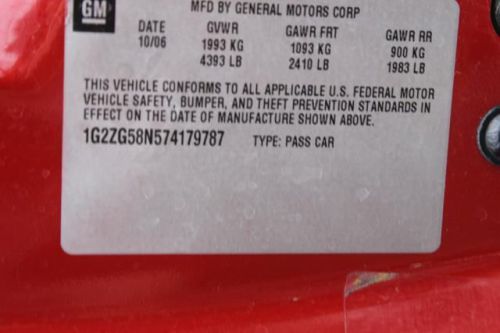 MFD BY GENERAL MOTORS CORP
GM
DATE GVWR GAWR FRT GAWR RR
10/06 1993 KG 1093 KG 900 KG
4393 LB 2410 LB 1983 LB
THIS VEHICLE CONFORMS TO ALL APPLICABLE U.S. FEDERAL MOTOR
VEHICLE SAFETY, BUMPER, AND THEFT PREVENTION STANDARDS IN
EFFECT ON THE DATE OF MANUFACTURE SHOWN ABOVE.
1G2ZG58N574179787 TYPE: PASS CAR